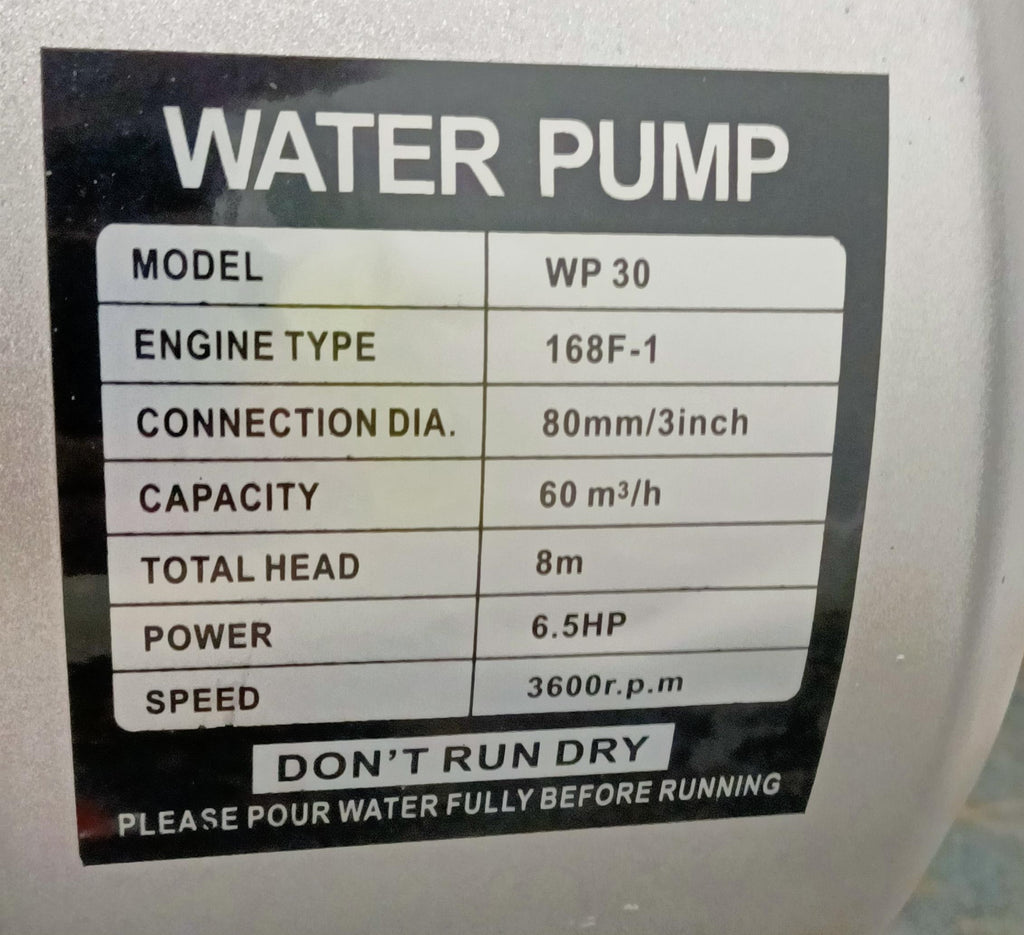 WATER PUMP
MODEL WP 30
ENGINE TYPE 168F-1
CONNECTION DIA. 80mm/3inch
CAPACITY 60 m³/h
TOTAL HEAD 8m
POWER 6.5HP
SPEED 3600r.p.m
DON'T RUN DRY
PLEASE POUR WATER FULLY BEFORE RUNNING